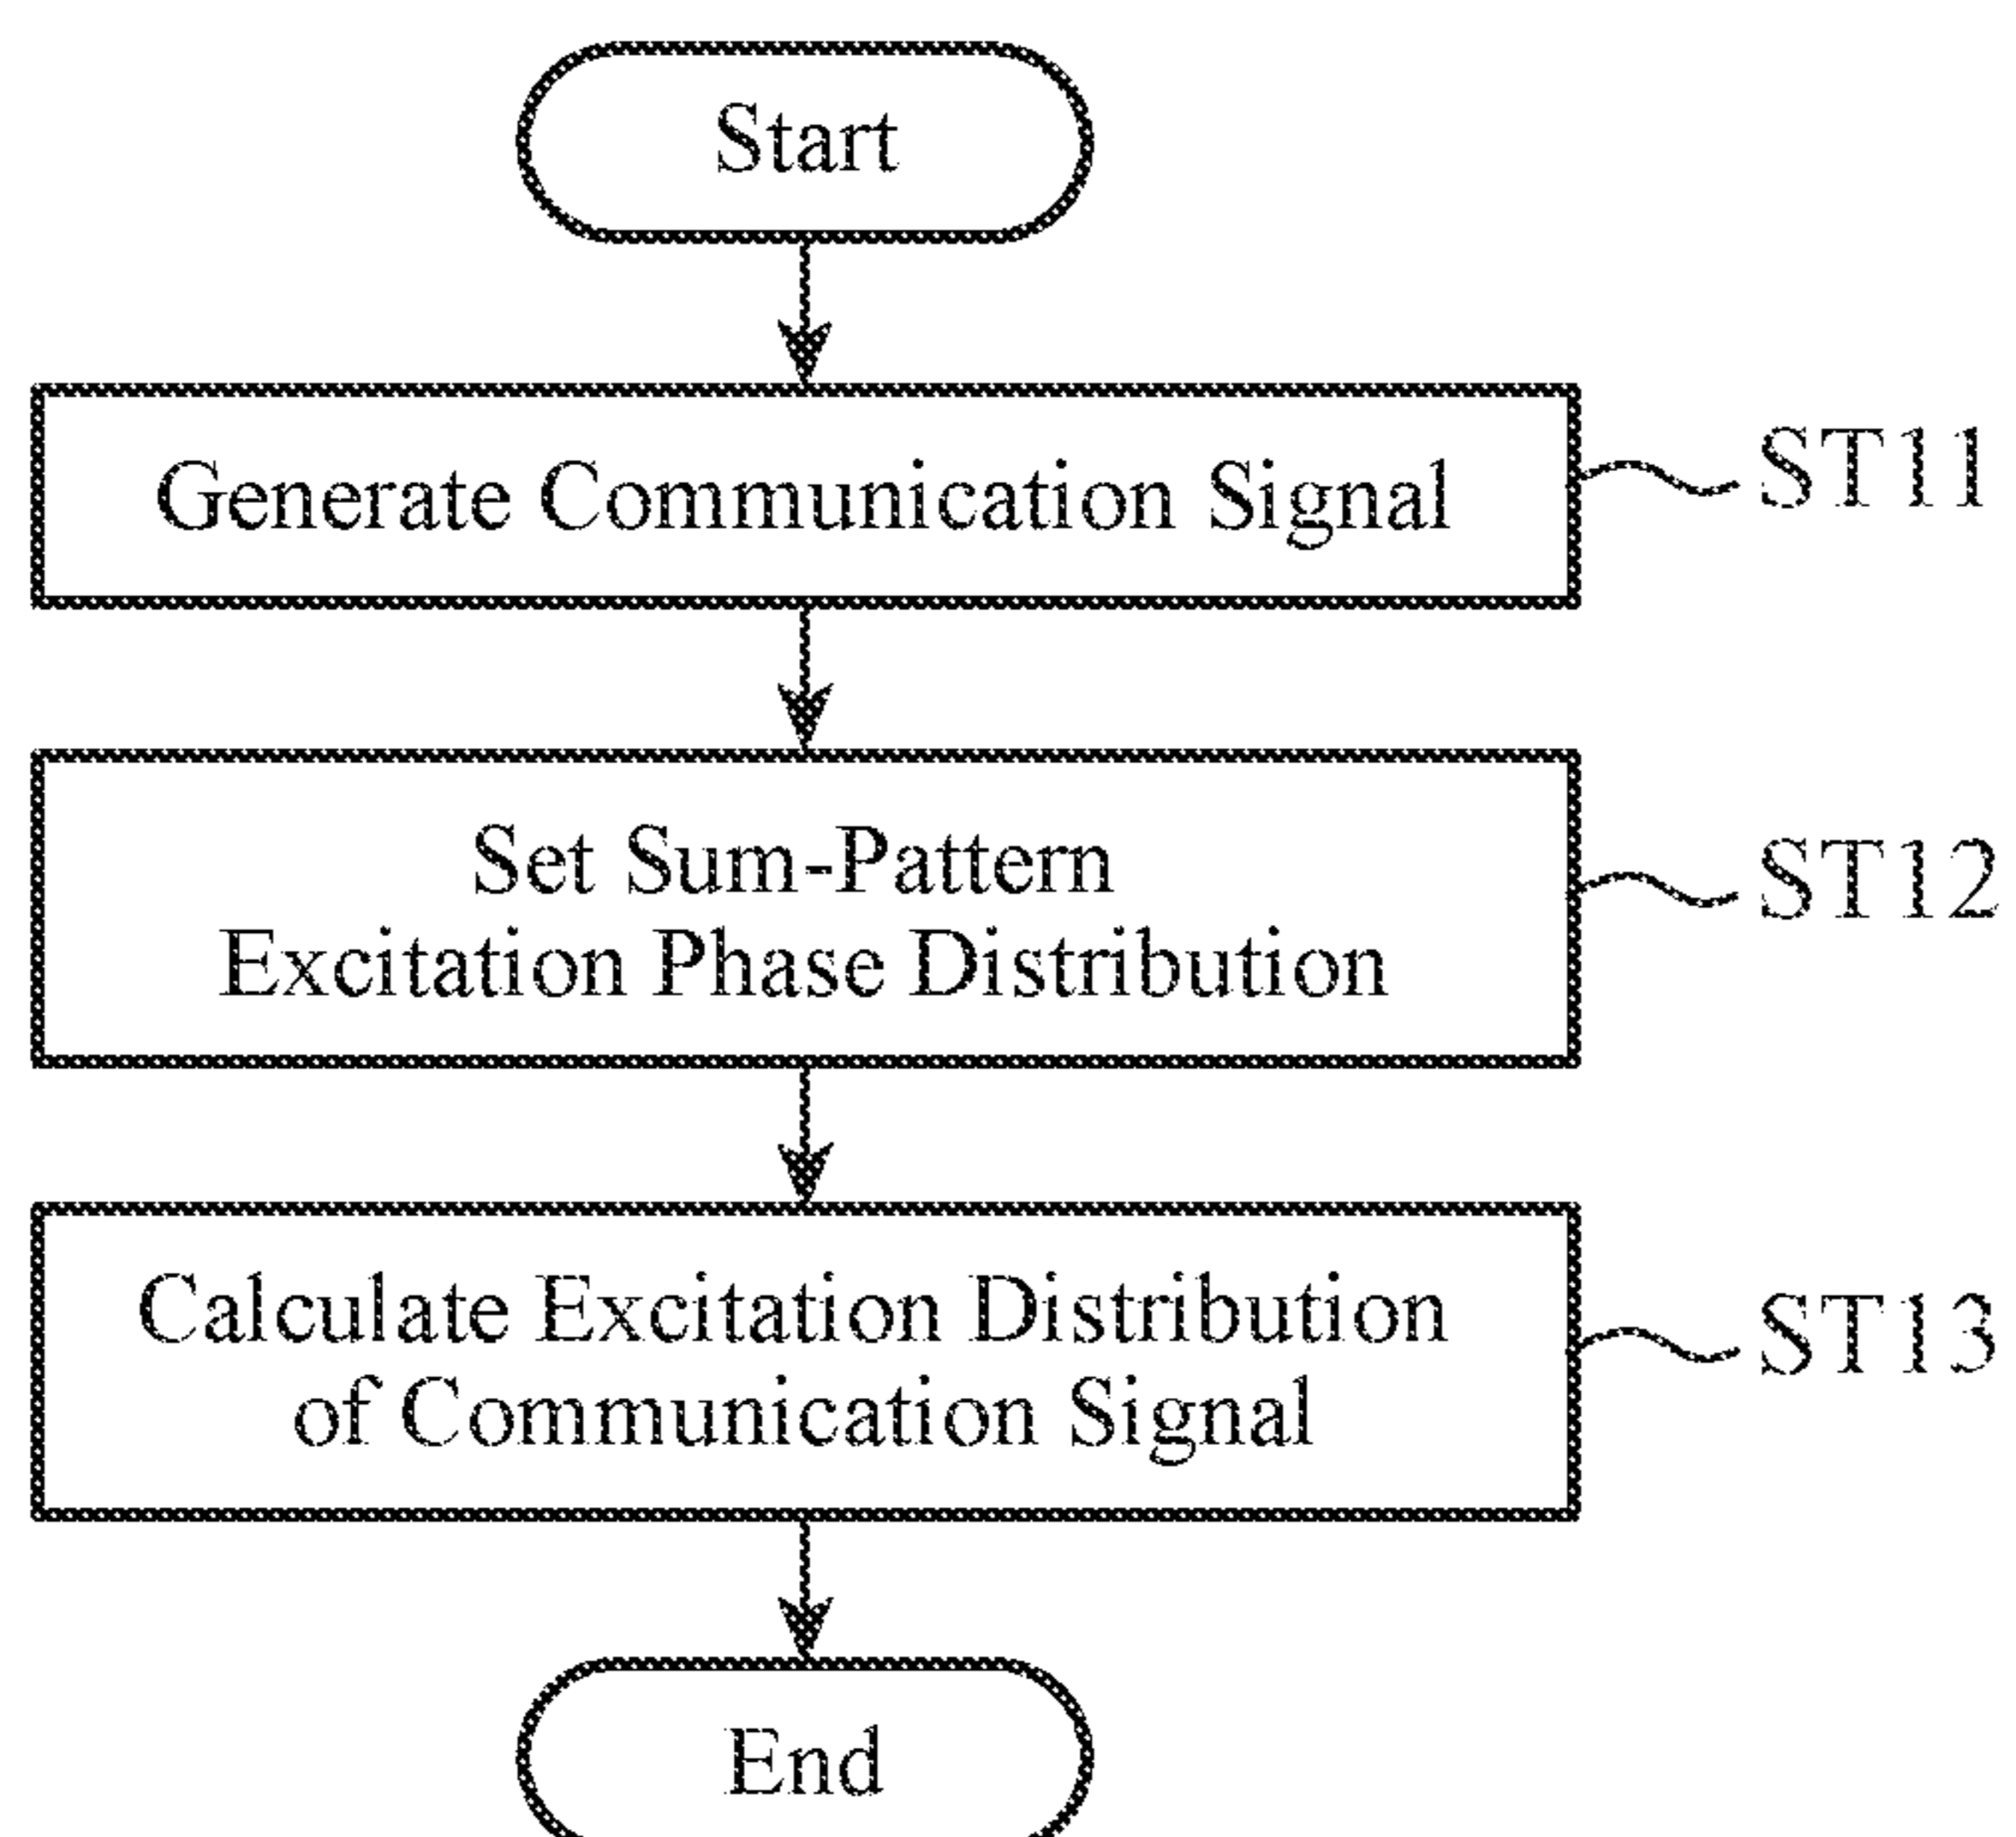 Start
Generate Communication Signal
ST11
Set Sum-Pattern
Excitation Phase Distribution
ST12
Calculate Excitation Distribution
of Communication Signal
ST13
End